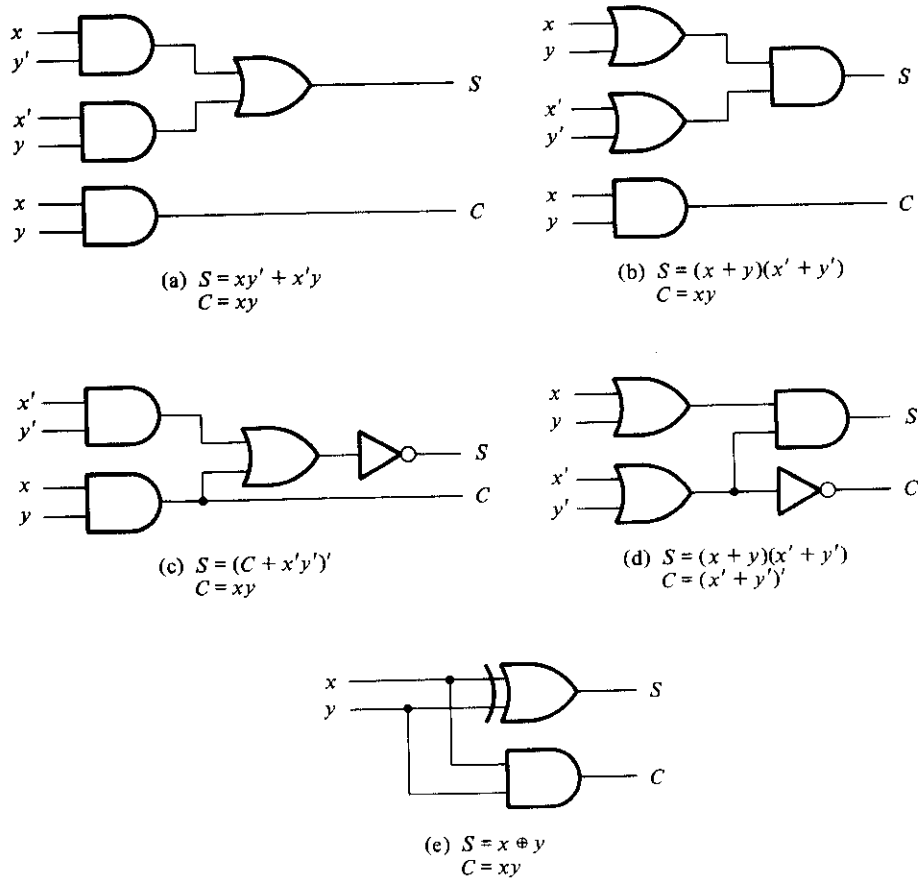 x
y'
x'
y
S
x
y
C
(a) S = xy' + x'y
C = xy
x
y
x'
y'
S
x
y
C
(b) S = (x + y)(x' + y')
C = xy
x'
y'
S
x
y
C
(c) S = (C + x'y')'
C = xy
x
y
S
x'
y'
C
(d) S = (x + y)(x' + y')
C = (x' + y')'
x
y
S
C
(e) S = x ⊕ y
C = xy